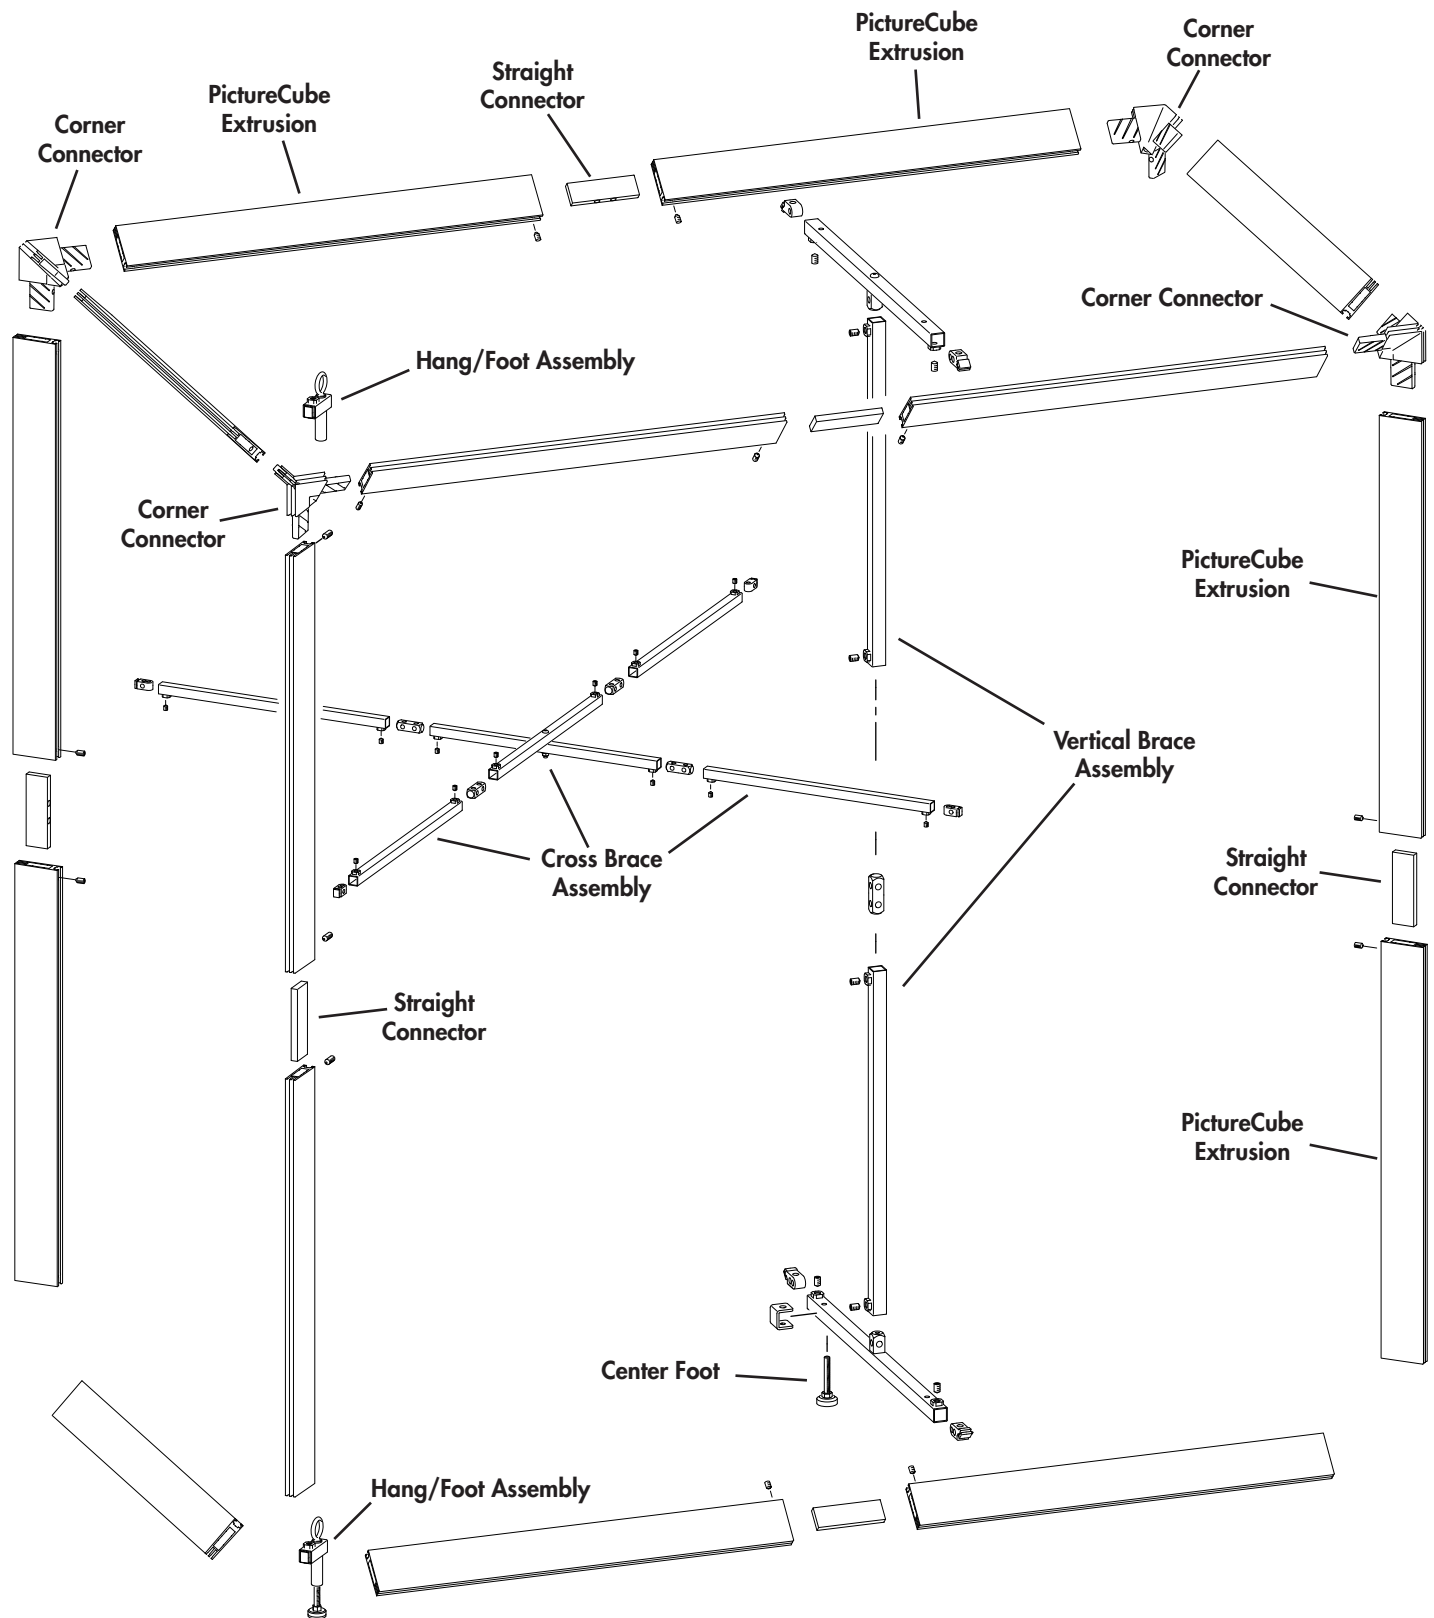 PictureCube
Extrusion
Corner
Connector
Straight
Connector
PictureCube
Extrusion
Corner
Connector
Corner Connector
Hang/Foot Assembly
Corner
Connector
PictureCube
Extrusion
Vertical Brace
Assembly
Cross Brace
Assembly
Straight
Connector
Straight
Connector
PictureCube
Extrusion
Center Foot
Hang/Foot Assembly